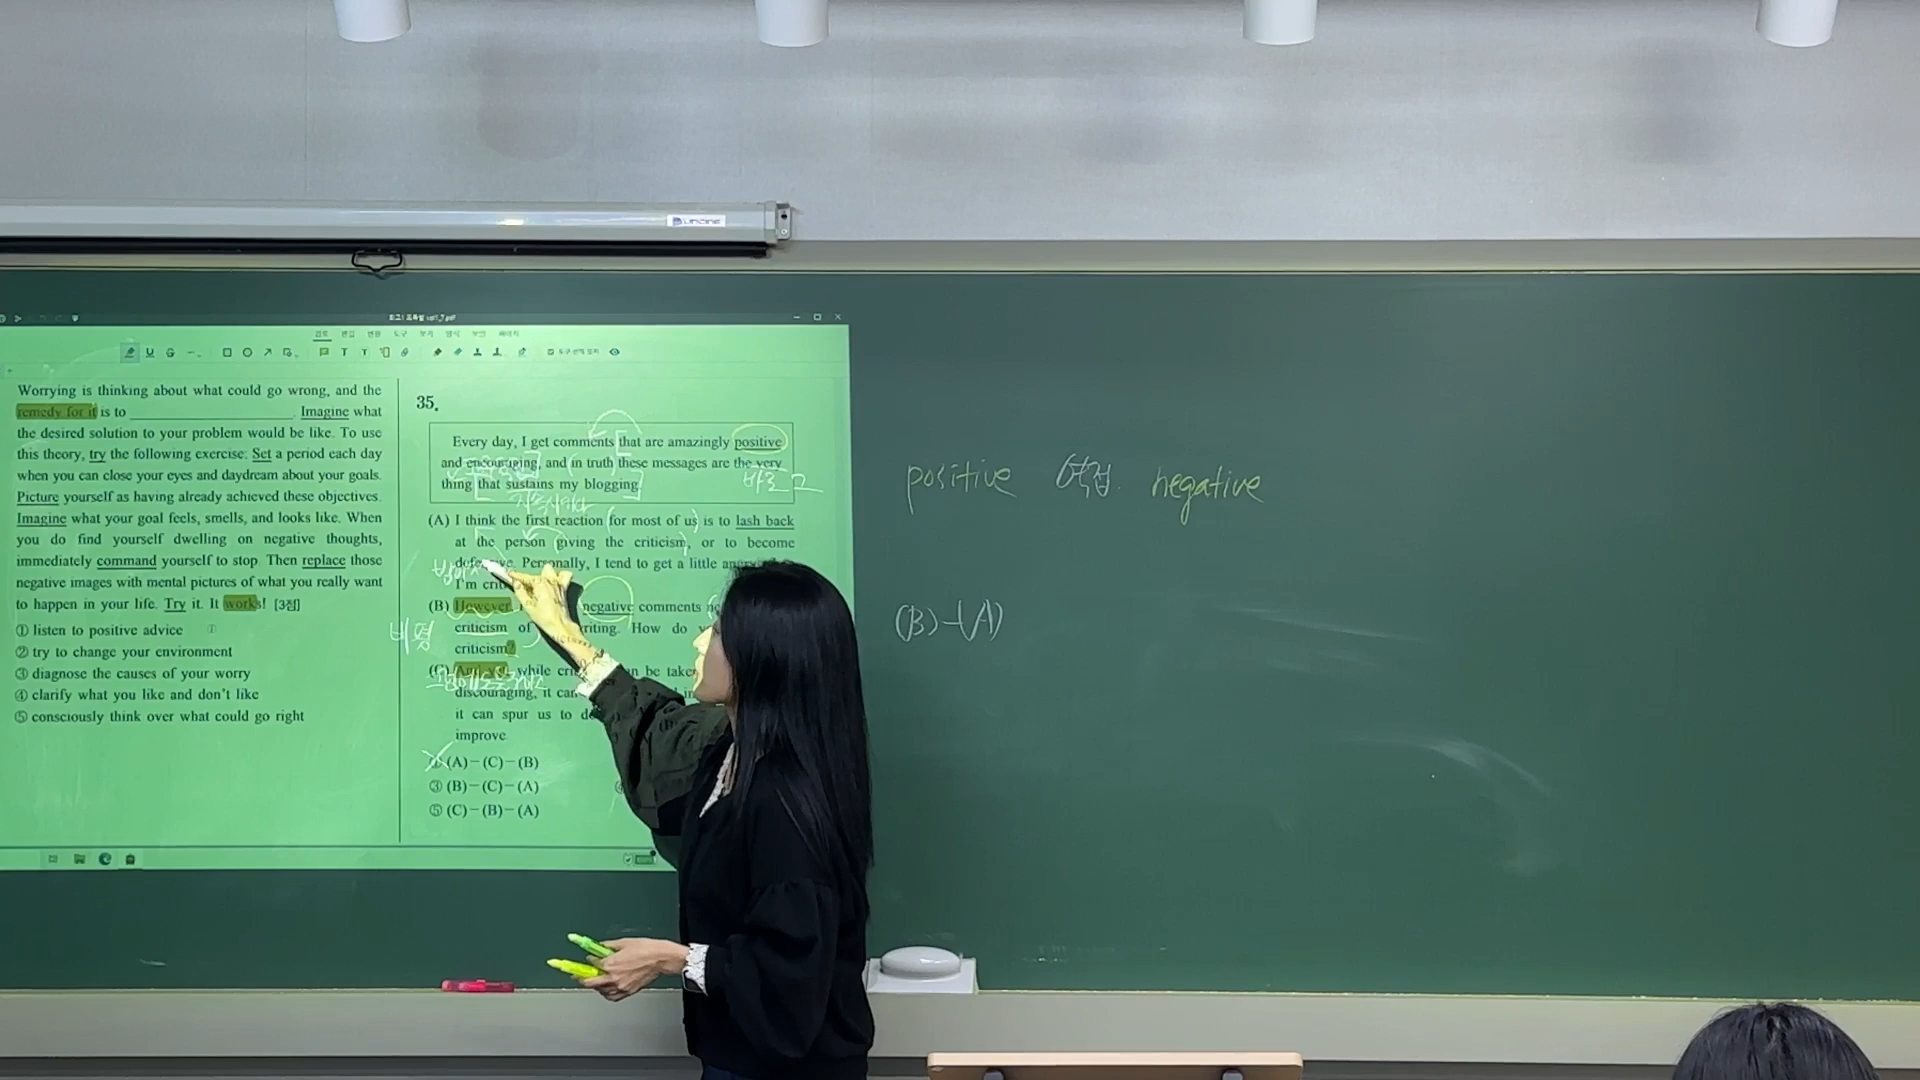 Worrying is thinking about what could go wrong, and the
remedy for it is to ____________. Imagine what
the desired solution to your problem would be like. To use
this theory, try the following exercise: Set a period each day
when you can close your eyes and daydream about your goals.
Picture yourself as having already achieved these objectives.
Imagine what your goal feels, smells, and looks like. When
you do find yourself dwelling on negative thoughts,
immediately command yourself to stop. Then replace those
negative images with mental pictures of what you really want
to happen in your life. Try it. It works! [3점]
① listen to positive advice
② try to change your environment
③ diagnose the causes of your worry
④ clarify what you like and don't like
⑤ consciously think over what could go right
35.
Every day, I get comments that are amazingly positive
and encouraging, and in truth these messages are the very
바로 그
thing that sustains my blogging.
지속시키다
(A) I think the first reaction for most of us is to lash back
at the person giving the criticism, or to become
Personally, I tend to get a little
I'm
(B) However, negative comments
비평
criticism of How do
criticism?
(C) And yet, while can be taken
discouraging, it can
it can spur us to
improve.
① (A)-(C)-(B)
③ (B)-(C)-(A)
⑤ (C)-(B)-(A)
positive 역접 negative
(B)-(A)